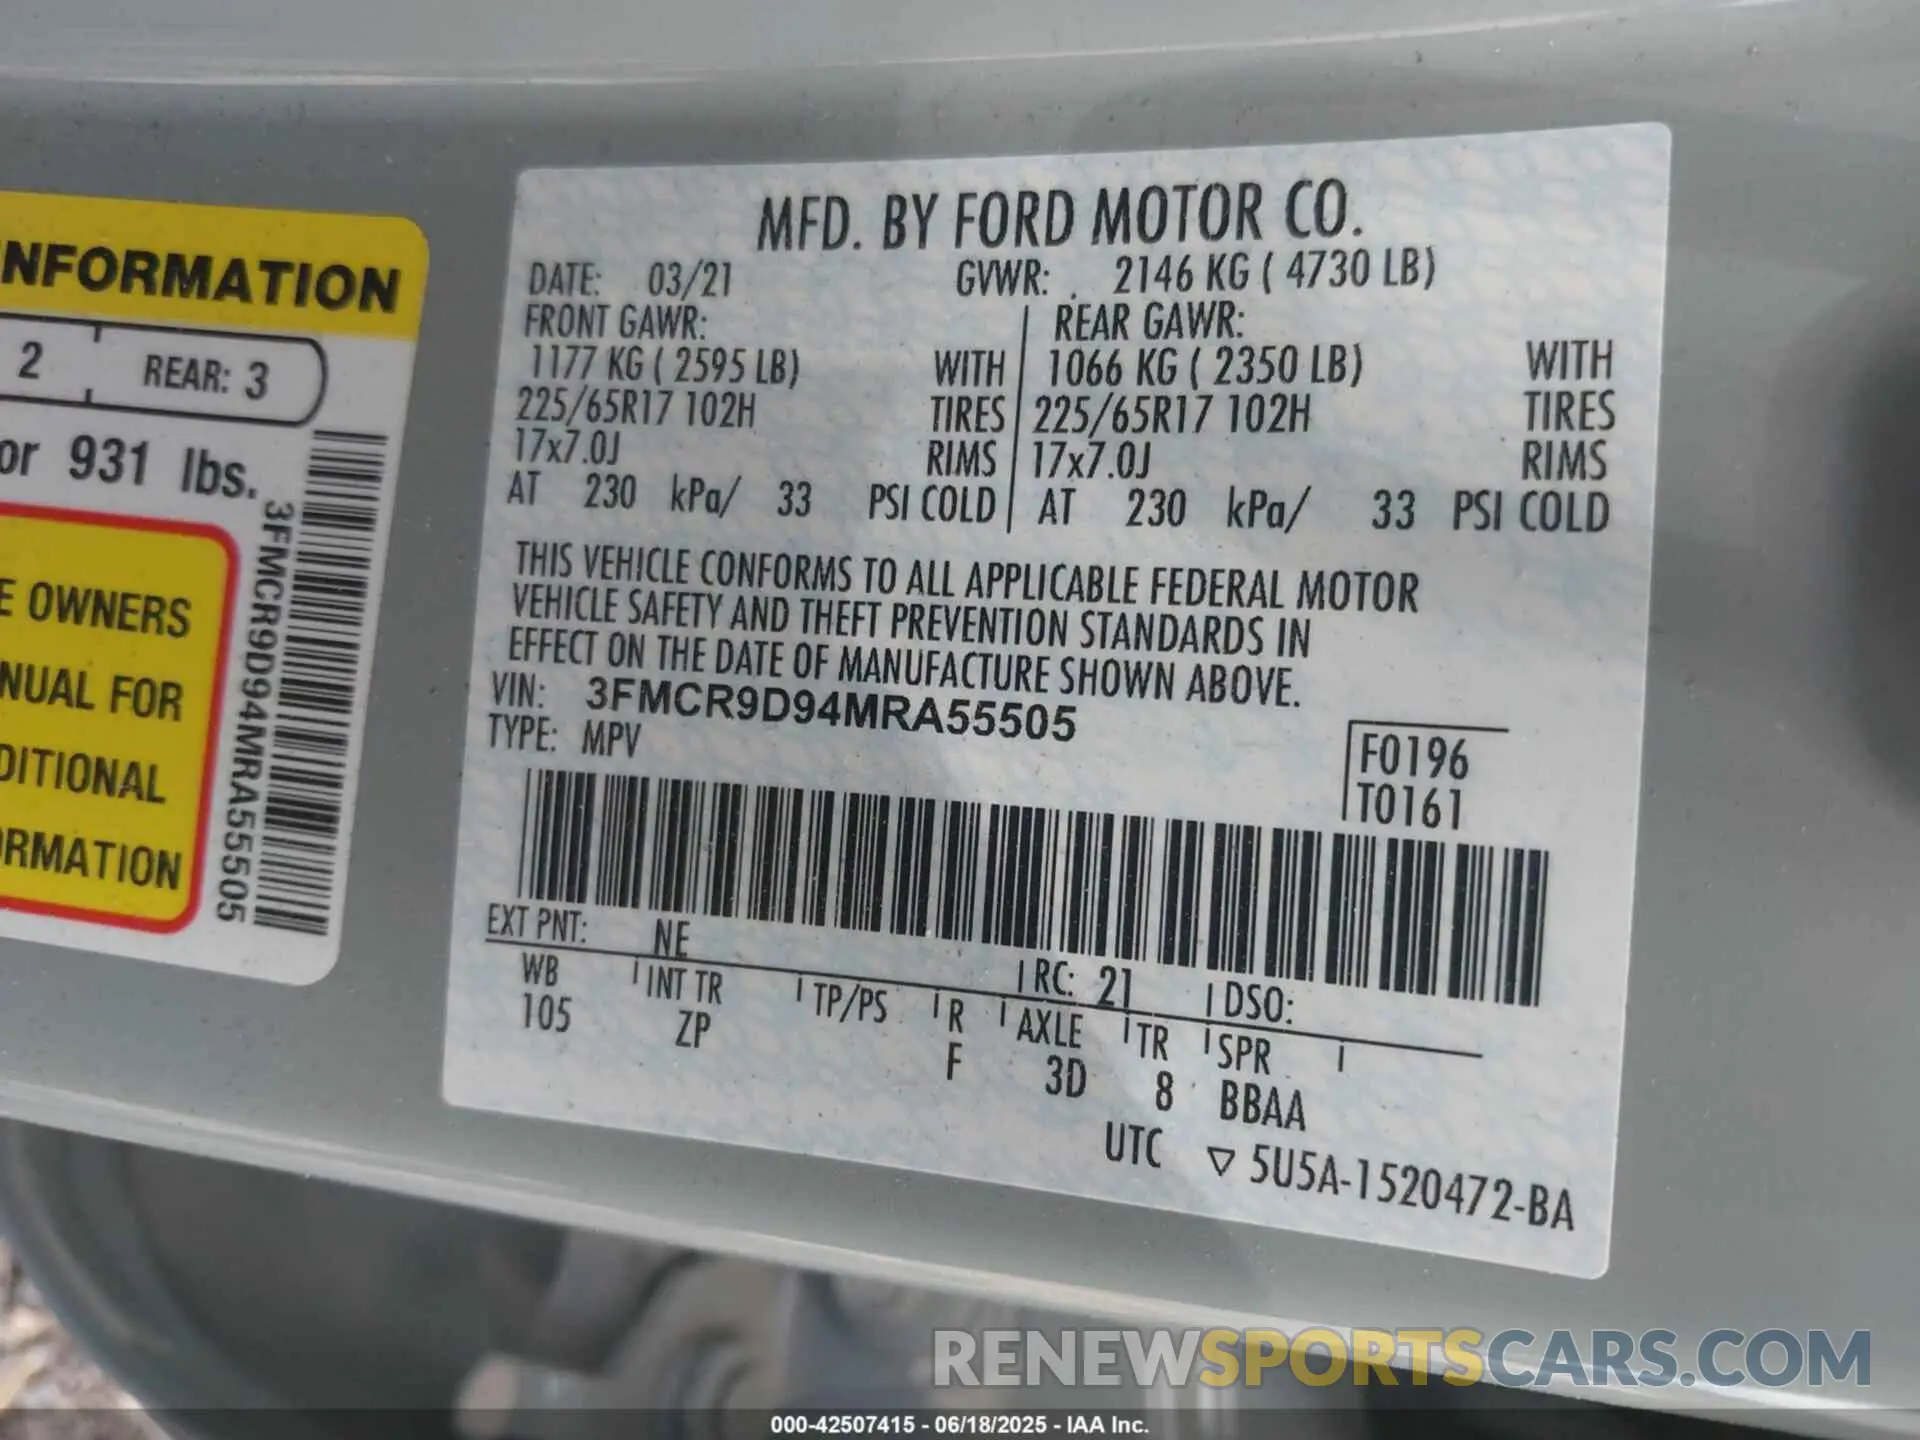 NFORMATION
2 REAR: 3
or 931 lbs.
3FMCR9D94MRA55505
E OWNERS
NUAL FOR
DITIONAL
ORMATION
MFD. BY FORD MOTOR CO.
DATE: 03/21 GVWR: 2146 KG ( 4730 LB)
FRONT GAWR: REAR GAWR:
1177 KG ( 2595 LB) WITH 1066 KG ( 2350 LB) WITH
225/65R17 102H TIRES 225/65R17 102H TIRES
17x7.0J RIMS 17x7.0J RIMS
AT 230 kPa/ 33 PSI COLD AT 230 kPa/ 33 PSI COLD
THIS VEHICLE CONFORMS TO ALL APPLICABLE FEDERAL MOTOR
VEHICLE SAFETY AND THEFT PREVENTION STANDARDS IN
EFFECT ON THE DATE OF MANUFACTURE SHOWN ABOVE.
VIN: 3FMCR9D94MRA55505
TYPE: MPV
F0196
T0161
EXT PNT: NE RC: 21 DSO:
WB INT TR TP/PS R AXLE TR SPR
105 ZP F 3D 8 BBAA
UTC ▽ 5U5A-1520472-BA
RENEWSPORTSCARS.COM
000-42507415 - 06/18/2025 - IAA Inc.